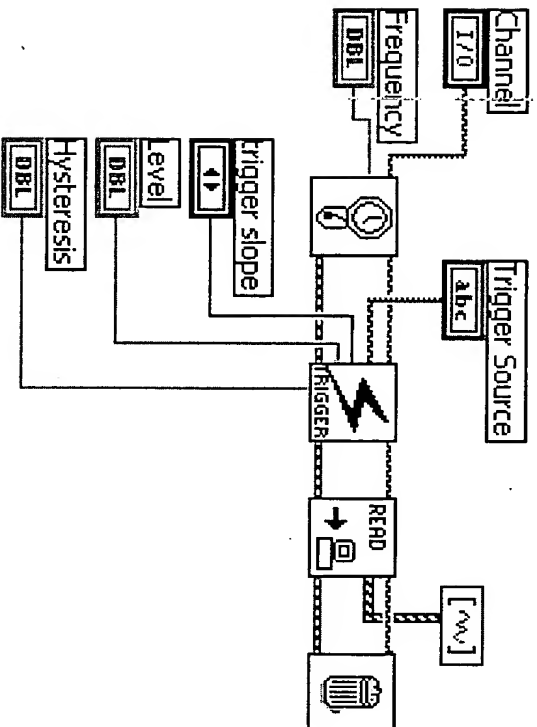 Channel
I/O
Frequency
DBL
Trigger Source
abc
trigger slope
Level
DBL
Hysteresis
DBL
TRIGGER
READ